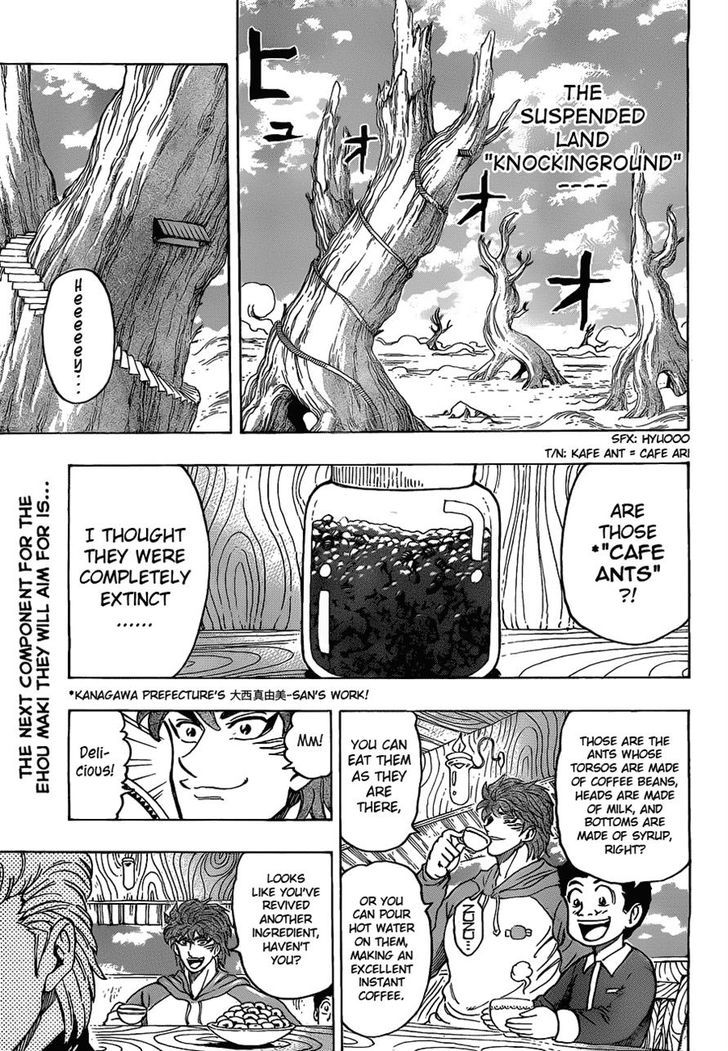 THE
SUSPENDED
LAND
"KNOCKINGROUND"
----
ヒュオオオオ
Heeeeey...
SFX: HYUOOO
T/N: KAFE ANT = CAFE ARI
ARE
THOSE
*"CAFE
ANTS"
?!
I THOUGHT
THEY WERE
COMPLETELY
EXTINCT
......
THE NEXT COMPONENT FOR THE
EHOU MAKI THEY WILL AIM FOR IS...
*KANAGAWA PREFECTURE'S 大西真由美-SAN'S WORK!
THOSE ARE THE
ANTS WHOSE
TORSOS ARE MADE
OF COFFEE BEANS,
HEADS ARE MADE
OF MILK, AND
BOTTOMS ARE
MADE OF SYRUP,
RIGHT?
YOU CAN
EAT THEM
AS THEY
ARE
THERE,
OR YOU
CAN POUR
HOT WATER
ON THEM,
MAKING AN
EXCELLENT
INSTANT
COFFEE.
MM!
Deli-
cious!
LOOKS
LIKE YOU'VE
REVIVED
ANOTHER
INGREDIENT,
HAVEN'T
YOU?